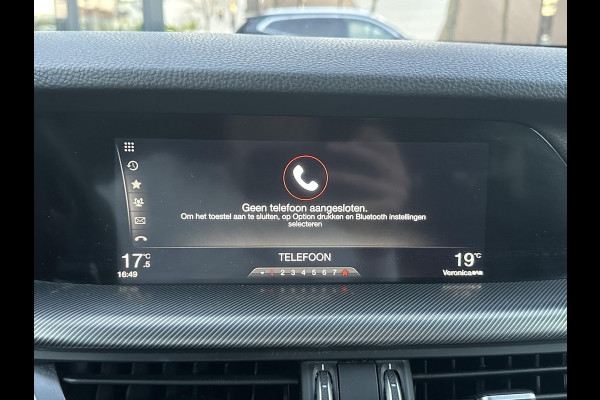 Geen telefoon aangesloten.
Om het toestel aan te sluiten, op Option drukken en Bluetooth instellingen
selecteren
17.5°C
TELEFOON
19°C
16:49
1 2 3 4 5 6 7
Veronica